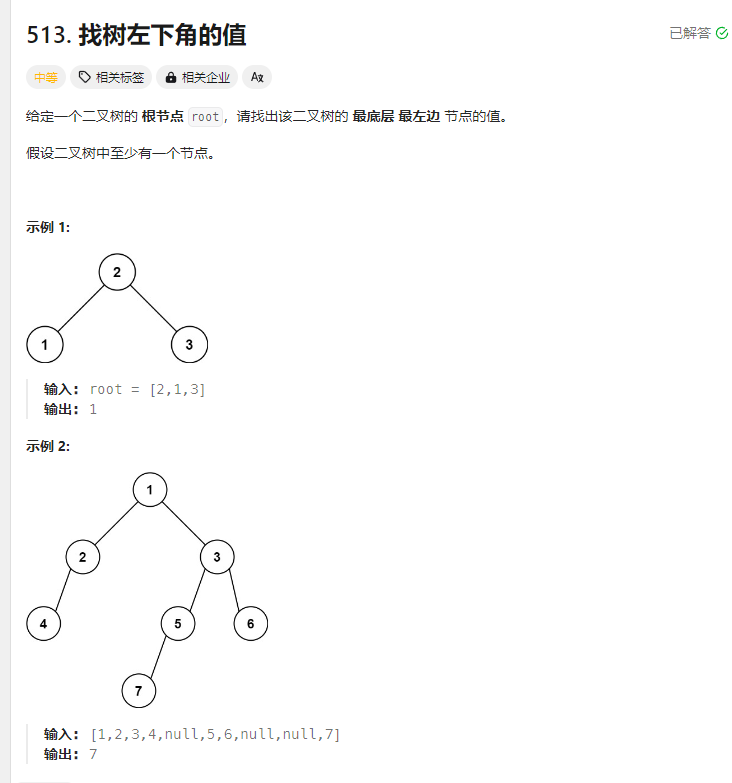 513. 找树左下角的值
已解答
中等 相关标签 相关企业 Aあ
给定一个二叉树的 根节点 root，请找出该二叉树的 最底层 最左边 节点的值。
假设二叉树中至少有一个节点。
示例 1:
2
1 3
输入: root = [2,1,3]
输出: 1
示例 2:
1
2 3
4 5 6
7
输入: [1,2,3,4,null,5,6,null,null,7]
输出: 7